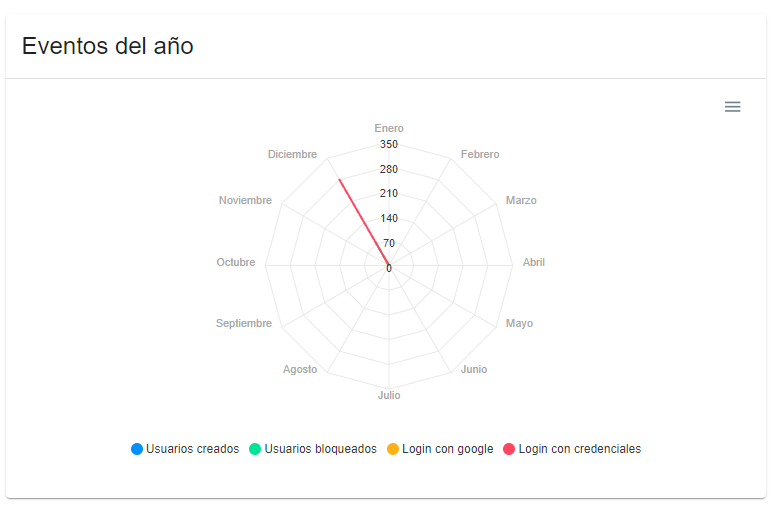 Eventos del año
Enero
350
Diciembre
Febrero
280
Noviembre
210
Marzo
140
70
Octubre
0
Abril
Septiembre
Mayo
Agosto
Junio
Julio
Usuarios creados Usuarios bloqueados Login con google Login con credenciales